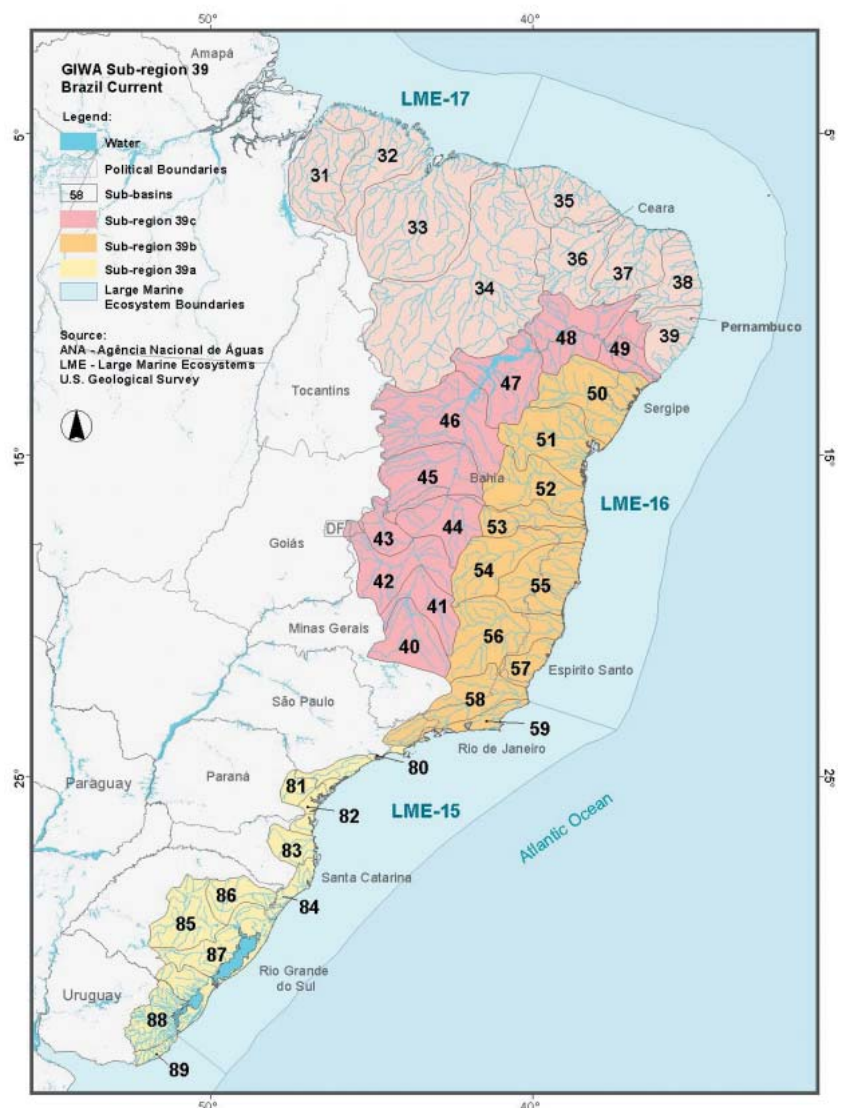 50°
40°
Amapá
GIWA Sub-region 39
Brazil Current
Legend:
Water
Political Boundaries
58 Sub-basins
Sub-region 39c
Sub-region 39b
Sub-region 39a
Large Marine
Ecosystem Boundaries
Source:
ANA - Agência Nacional de Águas
LME - Large Marine Ecosystems
U.S. Geological Survey
LME-17
5°
5°
31
32
33
34
35
Ceara
36
37
38
39
Pernambuco
48
49
47
50
Sergipe
Tocantins
46
51
15°
15°
Bahía
45
52
LME-16
DF
43
44
53
Goiás
42
54
55
41
Minas Gerais
40
56
57
Espirito Santo
58
59
São Paulo
Rio de Janeiro
80
25°
25°
Paraguay
Paraná
81
82
LME-15
Atlantic Ocean
83
Santa Catarina
84
86
85
87
Rio Grande
do Sul
Uruguay
88
89
50°
40°